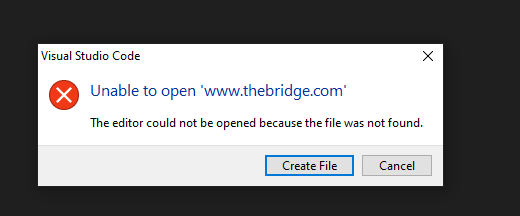 Visual Studio Code
Unable to open 'www.thebridge.com'
The editor could not be opened because the file was not found.
Create File
Cancel